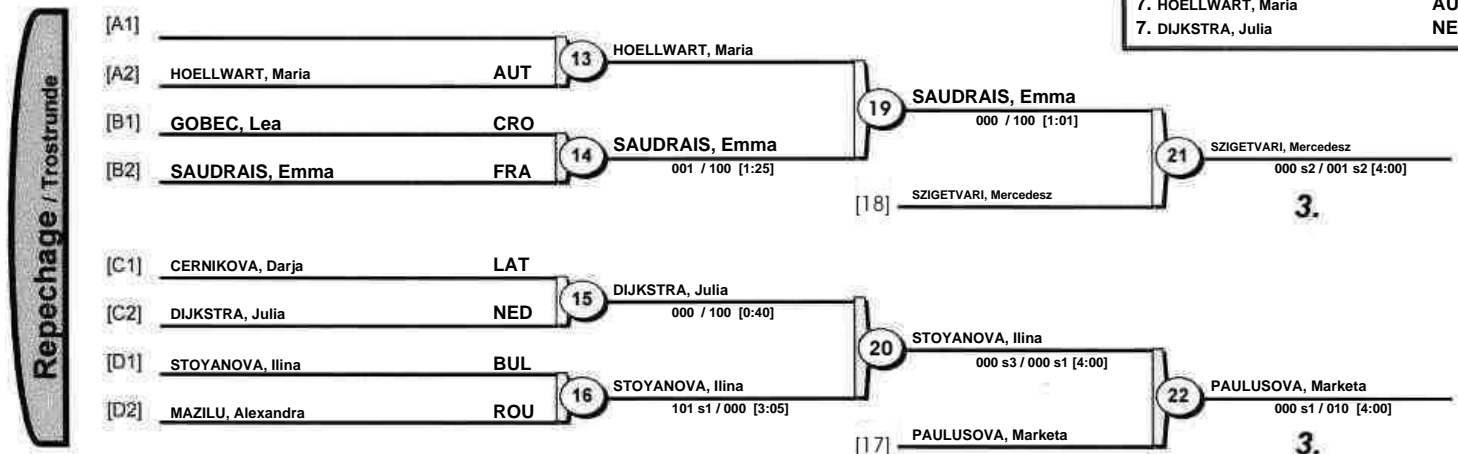 7. HOELLWART, Maria AU
7. DIJKSTRA, Julia NE
Repechage / Trostrunde
[A1]
13
HOELLWART, Maria
[A2] HOELLWART, Maria AUT
19
SAUDRAIS, Emma
000 / 100 [1:01]
[B1] GOBEC, Lea CRO
14
SAUDRAIS, Emma
001 / 100 [1:25]
[B2] SAUDRAIS, Emma FRA
21
SZIGETVARI, Mercedesz
000 s2 / 001 s2 [4:00]
[18] SZIGETVARI, Mercedesz
3.
[C1] CERNIKOVA, Darja LAT
15
DIJKSTRA, Julia
000 / 100 [0:40]
[C2] DIJKSTRA, Julia NED
20
STOYANOVA, Ilina
000 s3 / 000 s1 [4:00]
[D1] STOYANOVA, Ilina BUL
16
STOYANOVA, Ilina
101 s1 / 000 [3:05]
[D2] MAZILU, Alexandra ROU
22
PAULUSOVA, Marketa
000 s1 / 010 [4:00]
[17] PAULUSOVA, Marketa
3.